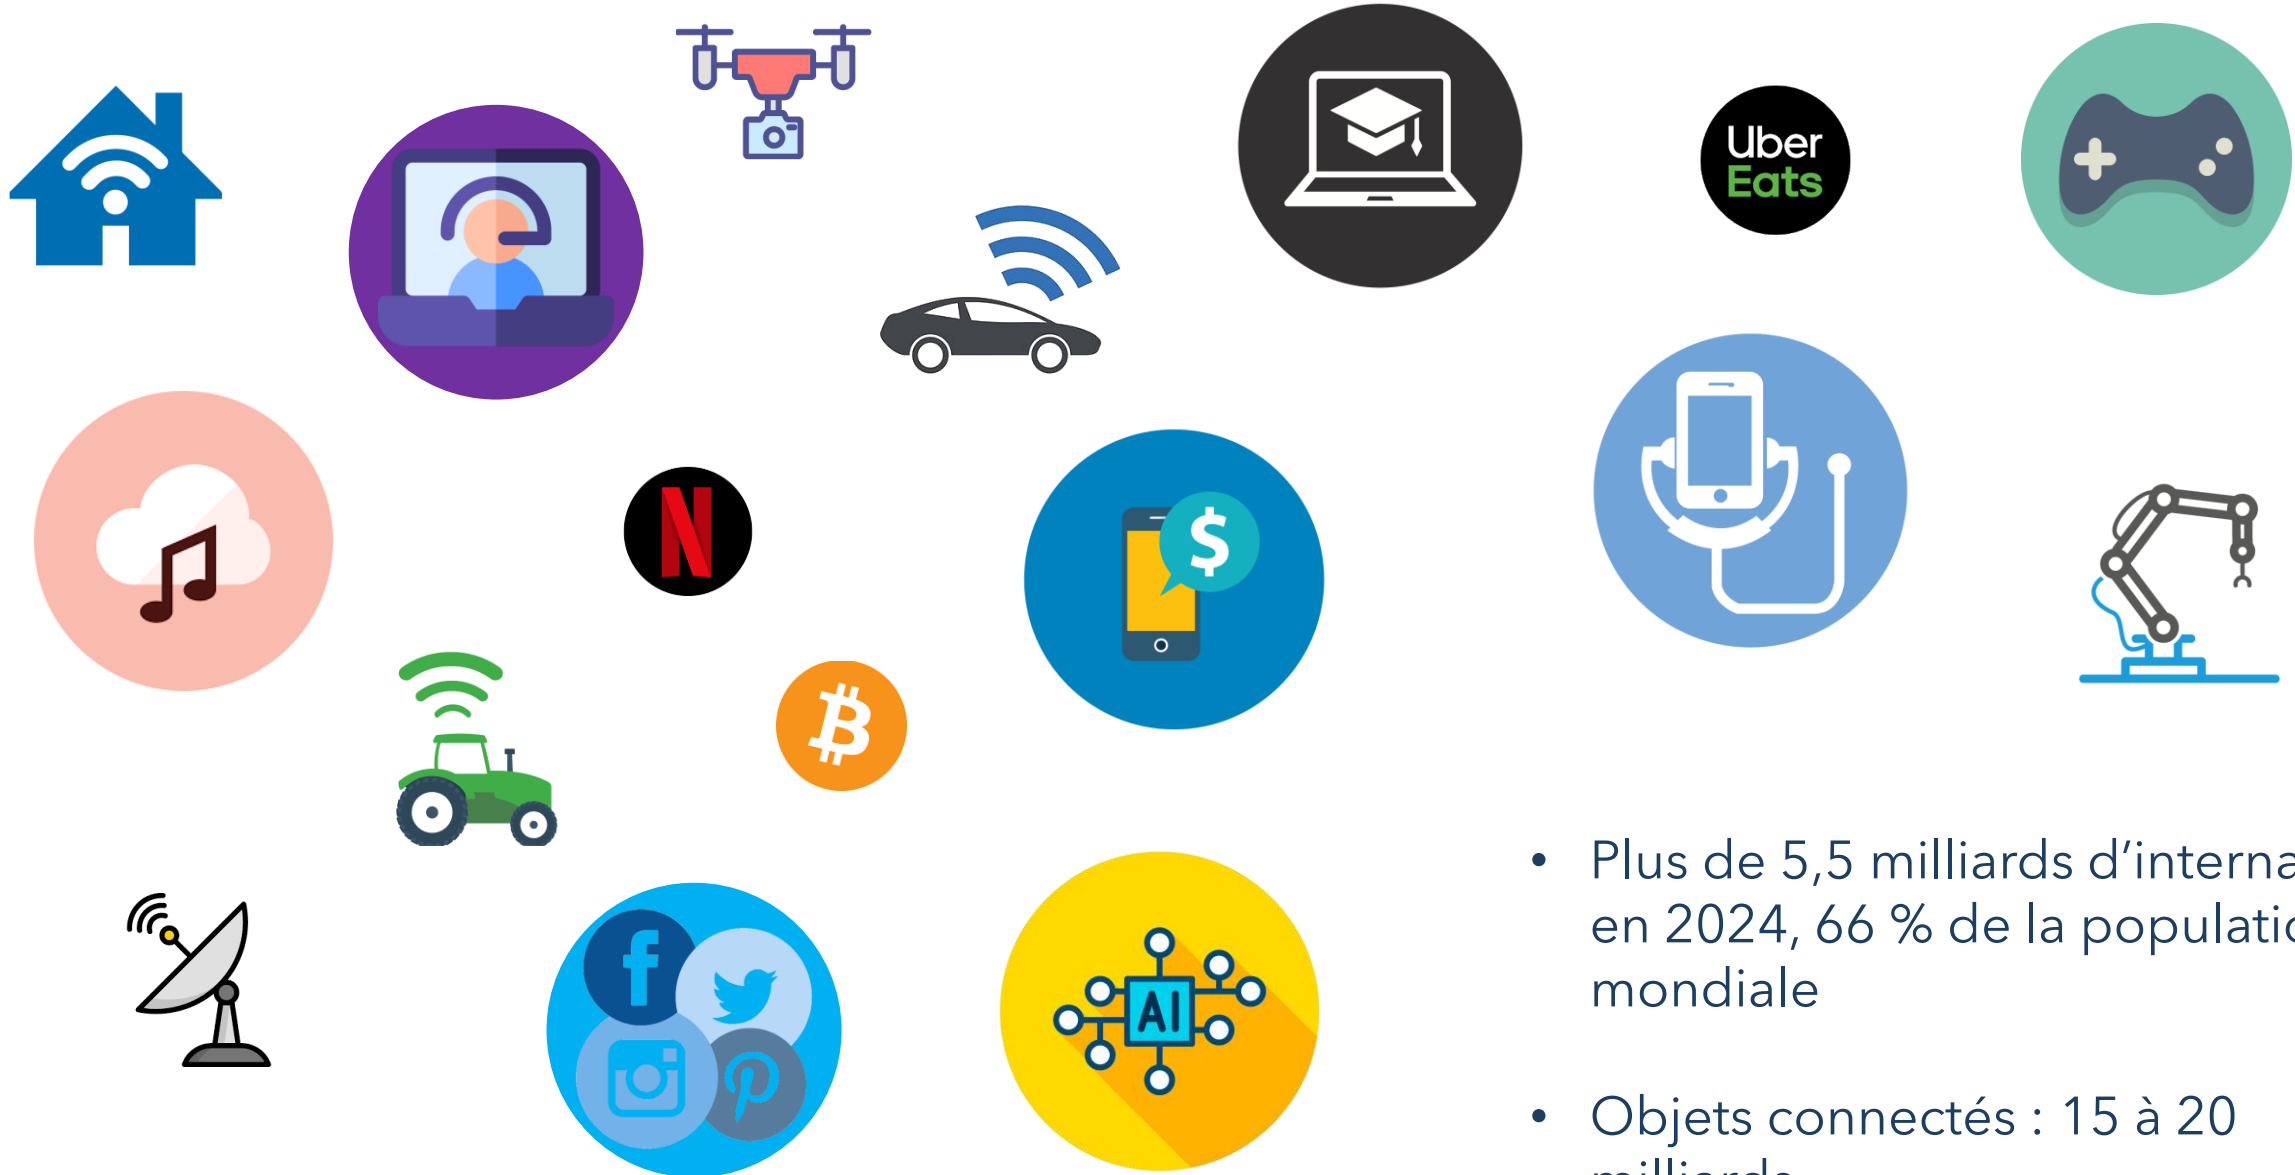 Uber
Eats
N
$
AI
• Plus de 5,5 milliards d’interna
en 2024, 66 % de la populatio
mondiale
• Objets connectés : 15 à 20